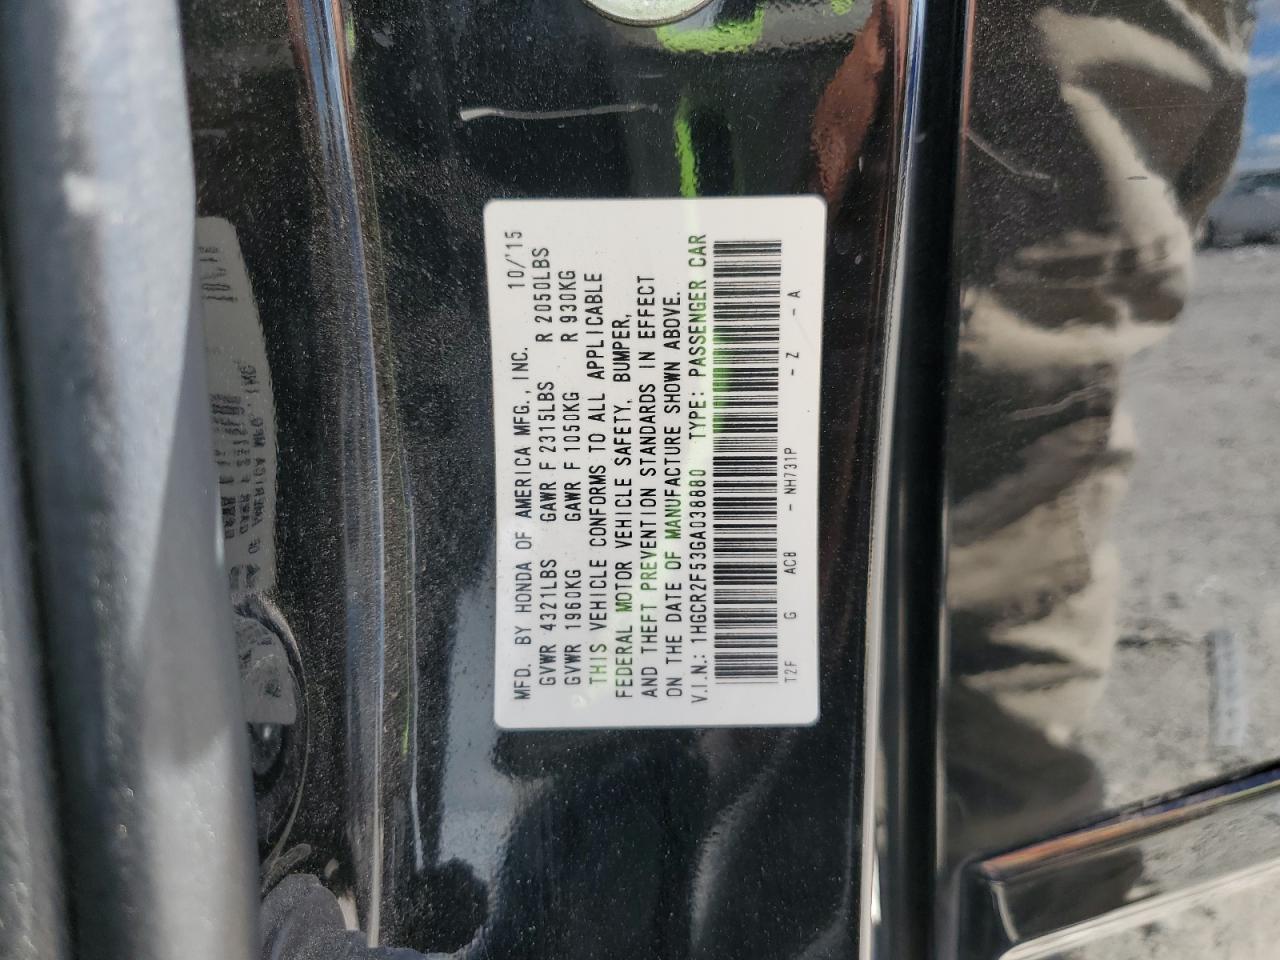 MFD. BY HONDA OF AMERICA MFG., INC. 10/'15
GVWR 4321LBS GAWR F 2315LBS R 2050LBS
GVWR 1960KG GAWR F 1050KG R 930KG
THIS VEHICLE CONFORMS TO ALL APPLICABLE
FEDERAL MOTOR VEHICLE SAFETY, BUMPER,
AND THEFT PREVENTION STANDARDS IN EFFECT
ON THE DATE OF MANUFACTURE SHOWN ABOVE.
V.I.N.: 1HGCR2F53GA038880 TYPE: PASSENGER CAR
T2F G AC8 - NH731P - Z - A